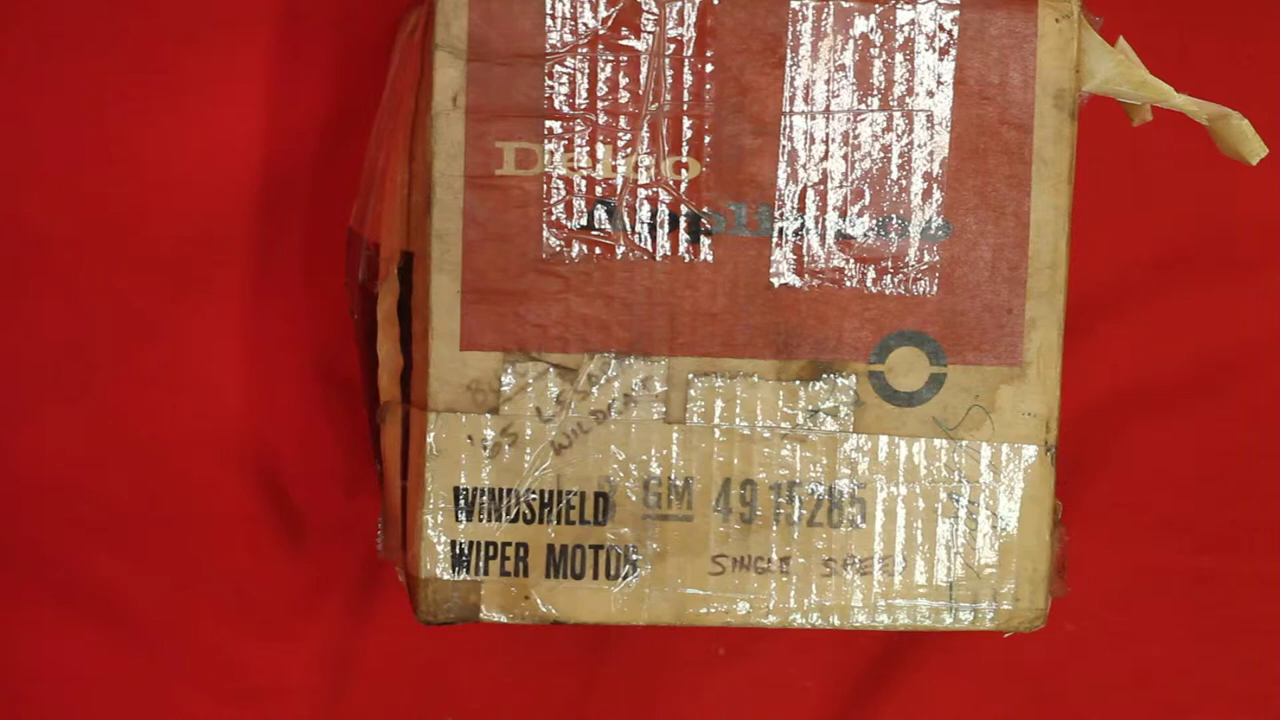 Delco
Appliance
'65 LeSABRE
WILDCAT
WINDSHIELD GM 4915285
WIPER MOTOR SINGLE SPEED